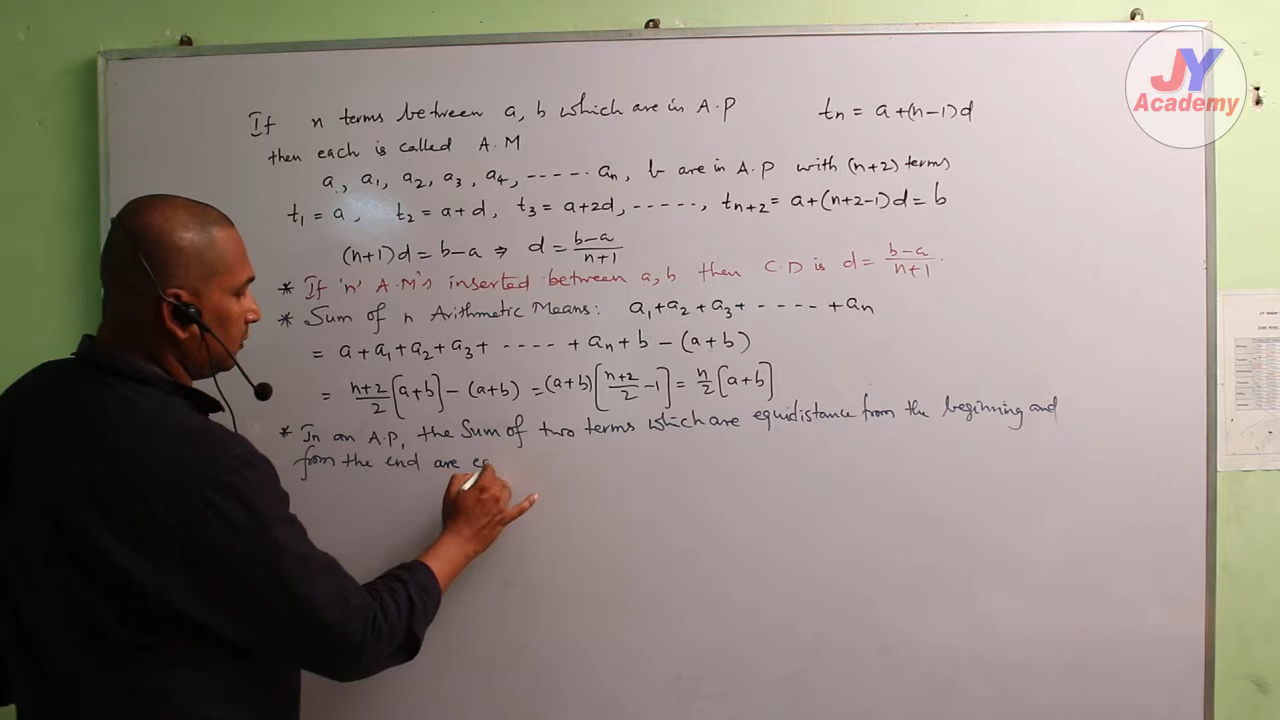 JY
Academy
If n terms between a, b which are in A.P tn = a+(n-1)d
then each is called A.M
a, a₁, a₂, a₃, a₄, ----- aₙ, b are in A.P with (n+2) terms
t₁ = a, t₂ = a+d, t₃ = a+2d, -----, tₙ₊₂ = a+(n+2-1)d = b
(n+1)d = b-a ⇒ d = (b-a)/(n+1)
* If 'n' A.M's inserted between a, b then C.D is d = (b-a)/(n+1).
* Sum of n Arithmetic Means: a₁+a₂+a₃+ ----- +aₙ
= a+a₁+a₂+a₃+ ----- +aₙ+b-(a+b)
= (n+2)/2 [a+b] - (a+b) = (a+b)[(n+2)/2 - 1] = n/2 [a+b]
* In an A.P, the Sum of two terms which are equidistance from the beginning and
from the end are